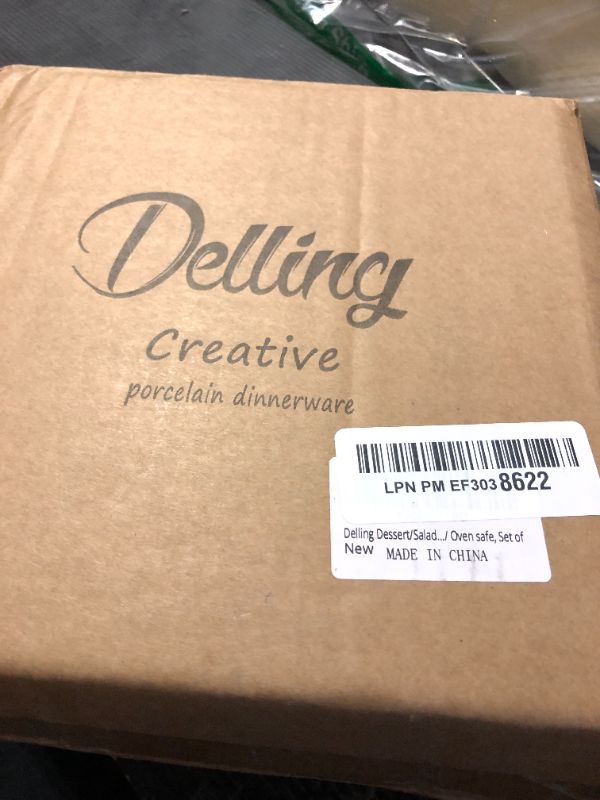 Delling
Creative
porcelain dinnerware
LPN PM EF303 8622
Delling Dessert/Salad.../ Oven safe, Set of
New MADE IN CHINA